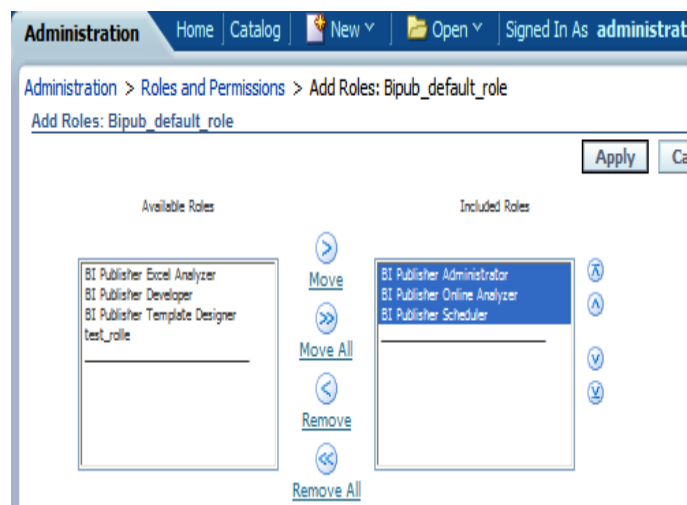 Administration Home Catalog New Open Signed In As administrat
Administration > Roles and Permissions > Add Roles: Bipub_default_role
Add Roles: Bipub_default_role
Apply Ca
Available Roles Included Roles
BI Publisher Excel Analyzer
BI Publisher Developer
BI Publisher Template Designer
test_rolle
Move
Move All
Remove
Remove All
BI Publisher Administrator
BI Publisher Online Analyzer
BI Publisher Scheduler